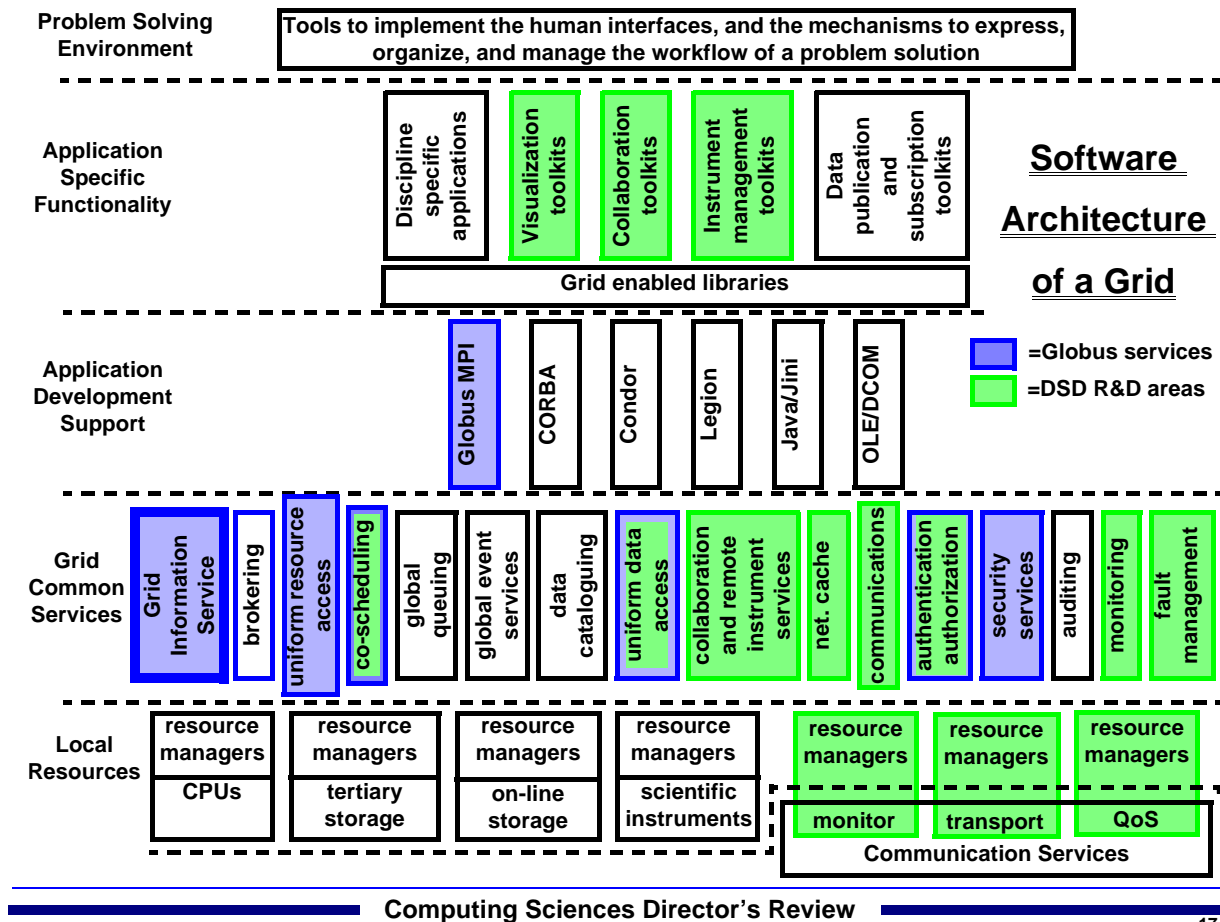 Problem Solving
Environment
Tools to implement the human interfaces, and the mechanisms to express,
organize, and manage the workflow of a problem solution
Application
Specific
Functionality
Discipline
specific
applications
Visualization
toolkits
Collaboration
toolkits
Instrument
management
toolkits
Data
publication
and
subscription
toolkits
Grid enabled libraries
Software
Architecture
of a Grid
=Globus services
=DSD R&D areas
Application
Development
Support
Globus MPI
CORBA
Condor
Legion
Java/Jini
OLE/DCOM
Grid
Common
Services
Grid
Information
Service
brokering
uniform resource
access
co-scheduling
global
queuing
global event
services
data
cataloguing
uniform data
access
collaboration
and remote
instrument
services
net. cache
communications
authentication
authorization
security
services
auditing
monitoring
fault
management
Local
Resources
resource
managers
CPUs
resource
managers
tertiary
storage
resource
managers
on-line
storage
resource
managers
scientific
instruments
resource
managers
monitor
resource
managers
transport
resource
managers
QoS
Communication Services
Computing Sciences Director's Review